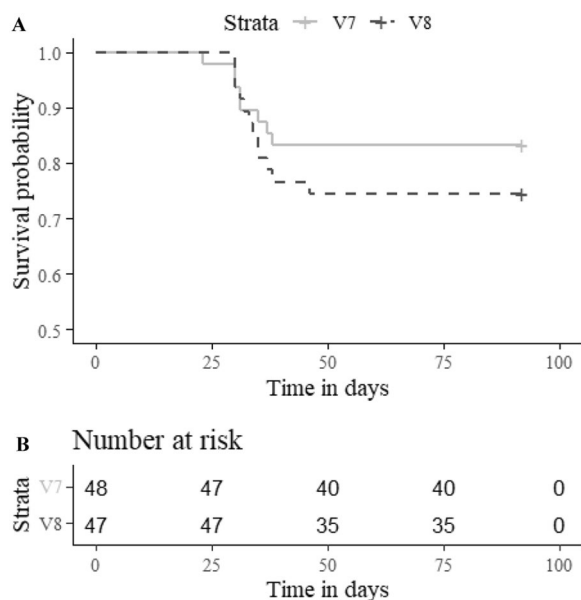 Strata V7 V8
A
1.0
0.9
0.8
0.7
0.6
0.5
Survival probability
0 25 50 75 100
Time in days
B Number at risk
Strata
V7 48 47 40 40 0
V8 47 47 35 35 0
0 25 50 75 100
Time in days